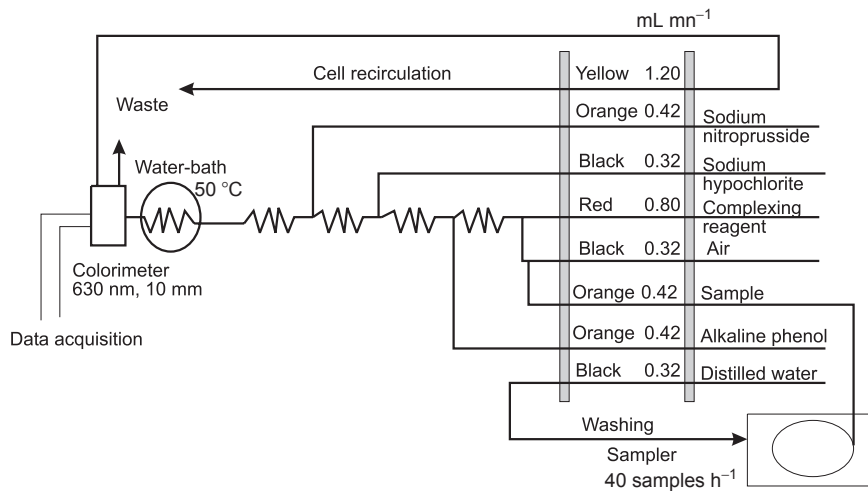 mL mn⁻¹
Cell recirculation
Yellow 1.20
Waste
Orange 0.42
Sodium
nitroprusside
Water-bath
50 °C
Black 0.32
Sodium
hypochlorite
Red 0.80
Complexing
reagent
Black 0.32
Air
Colorimeter
630 nm, 10 mm
Orange 0.42
Sample
Data acquisition
Orange 0.42
Alkaline phenol
Black 0.32
Distilled water
Washing
Sampler
40 samples h⁻¹